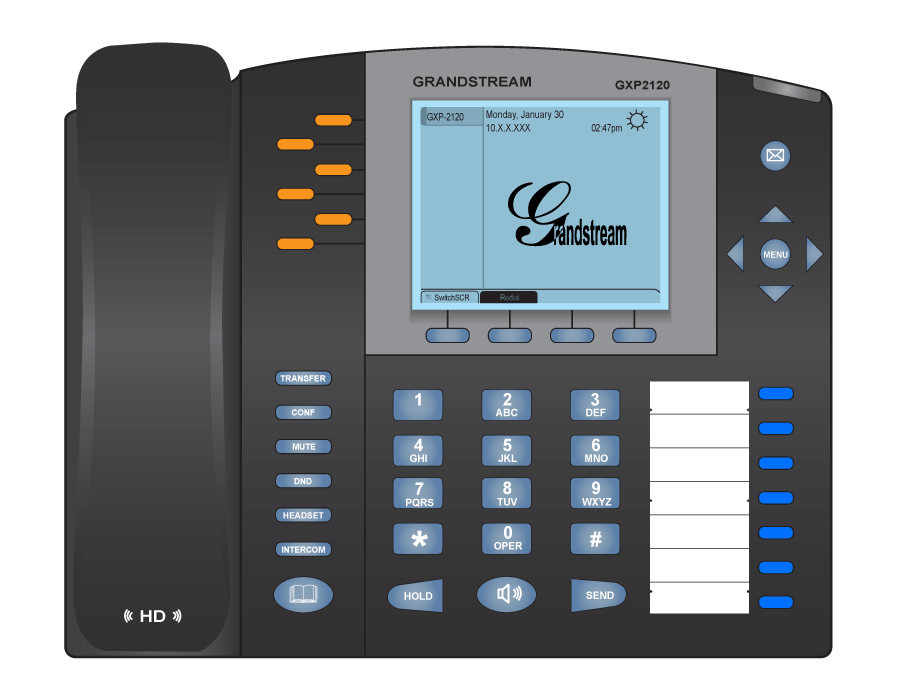 GRANDSTREAM
GXP2120
GXP-2120
Monday, January 30
10.X.X.XXX
02:47pm
Grandstream
SwitchSCR
Redial
MENU
TRANSFER
CONF
MUTE
DND
HEADSET
INTERCOM
1
2
ABC
3
DEF
4
GHI
5
JKL
6
MNO
7
PQRS
8
TUV
9
WXYZ
*
0
OPER
#
HOLD
SEND
HD